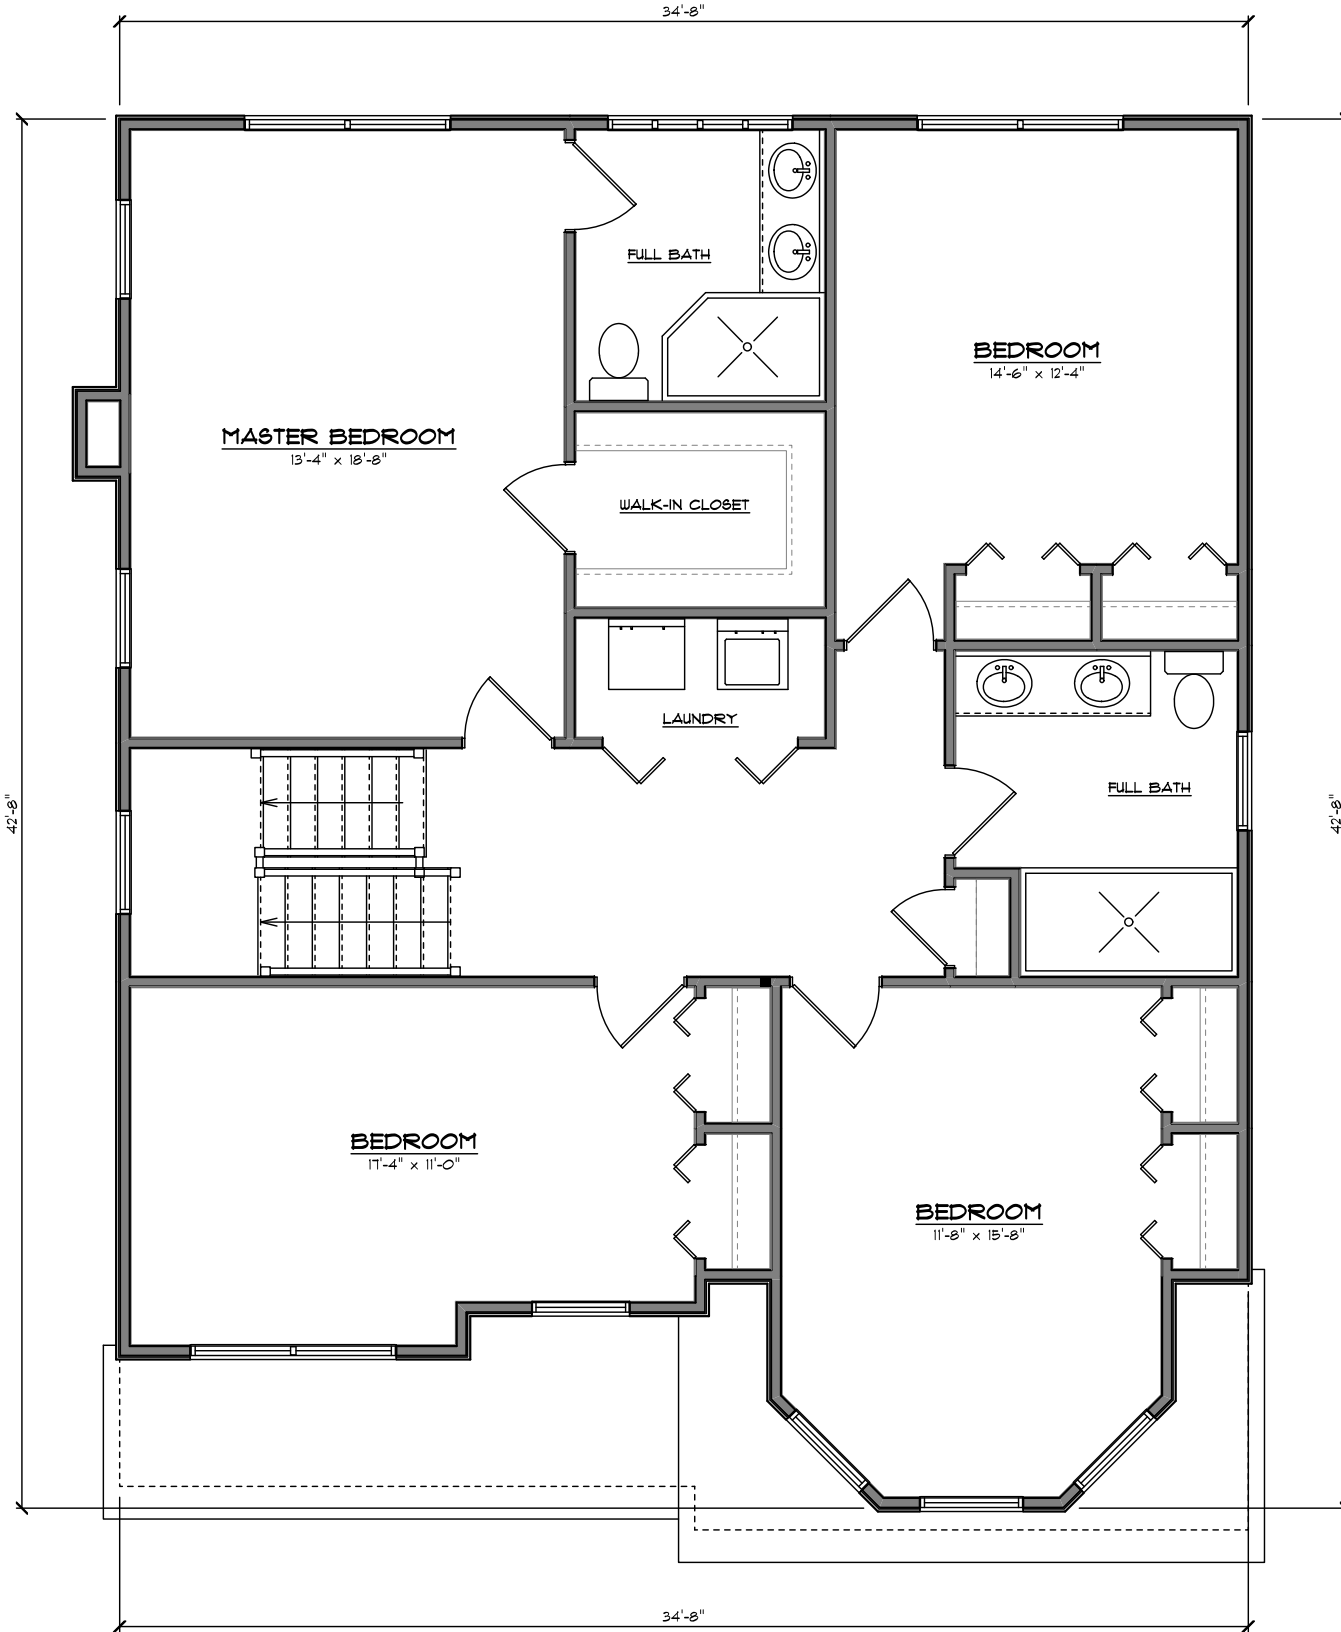 34'-8"
FULL BATH
BEDROOM
14'-6" x 12'-4"
MASTER BEDROOM
13'-4" x 18'-8"
WALK-IN CLOSET
LAUNDRY
FULL BATH
42'-8"
42'-8"
BEDROOM
17'-4" x 11'-0"
BEDROOM
11'-8" x 15'-8"
34'-8"